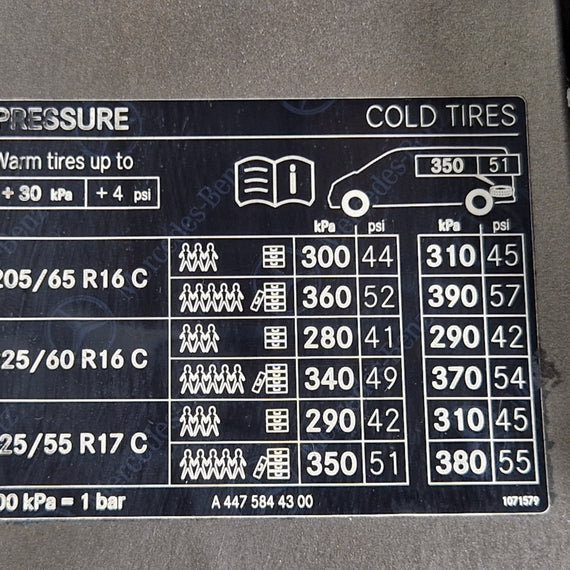 PRESSURE COLD TIRES
Warm tires up to
+ 30 kPa + 4 psi
350 51
kPa psi kPa psi
205/65 R16 C 300 44 310 45
360 52 390 57
25/60 R16 C 280 41 290 42
340 49 370 54
25/55 R17 C 290 42 310 45
350 51 380 55
00 kPa = 1 bar A 447 584 43 00 1071579
Mercedes-Benz